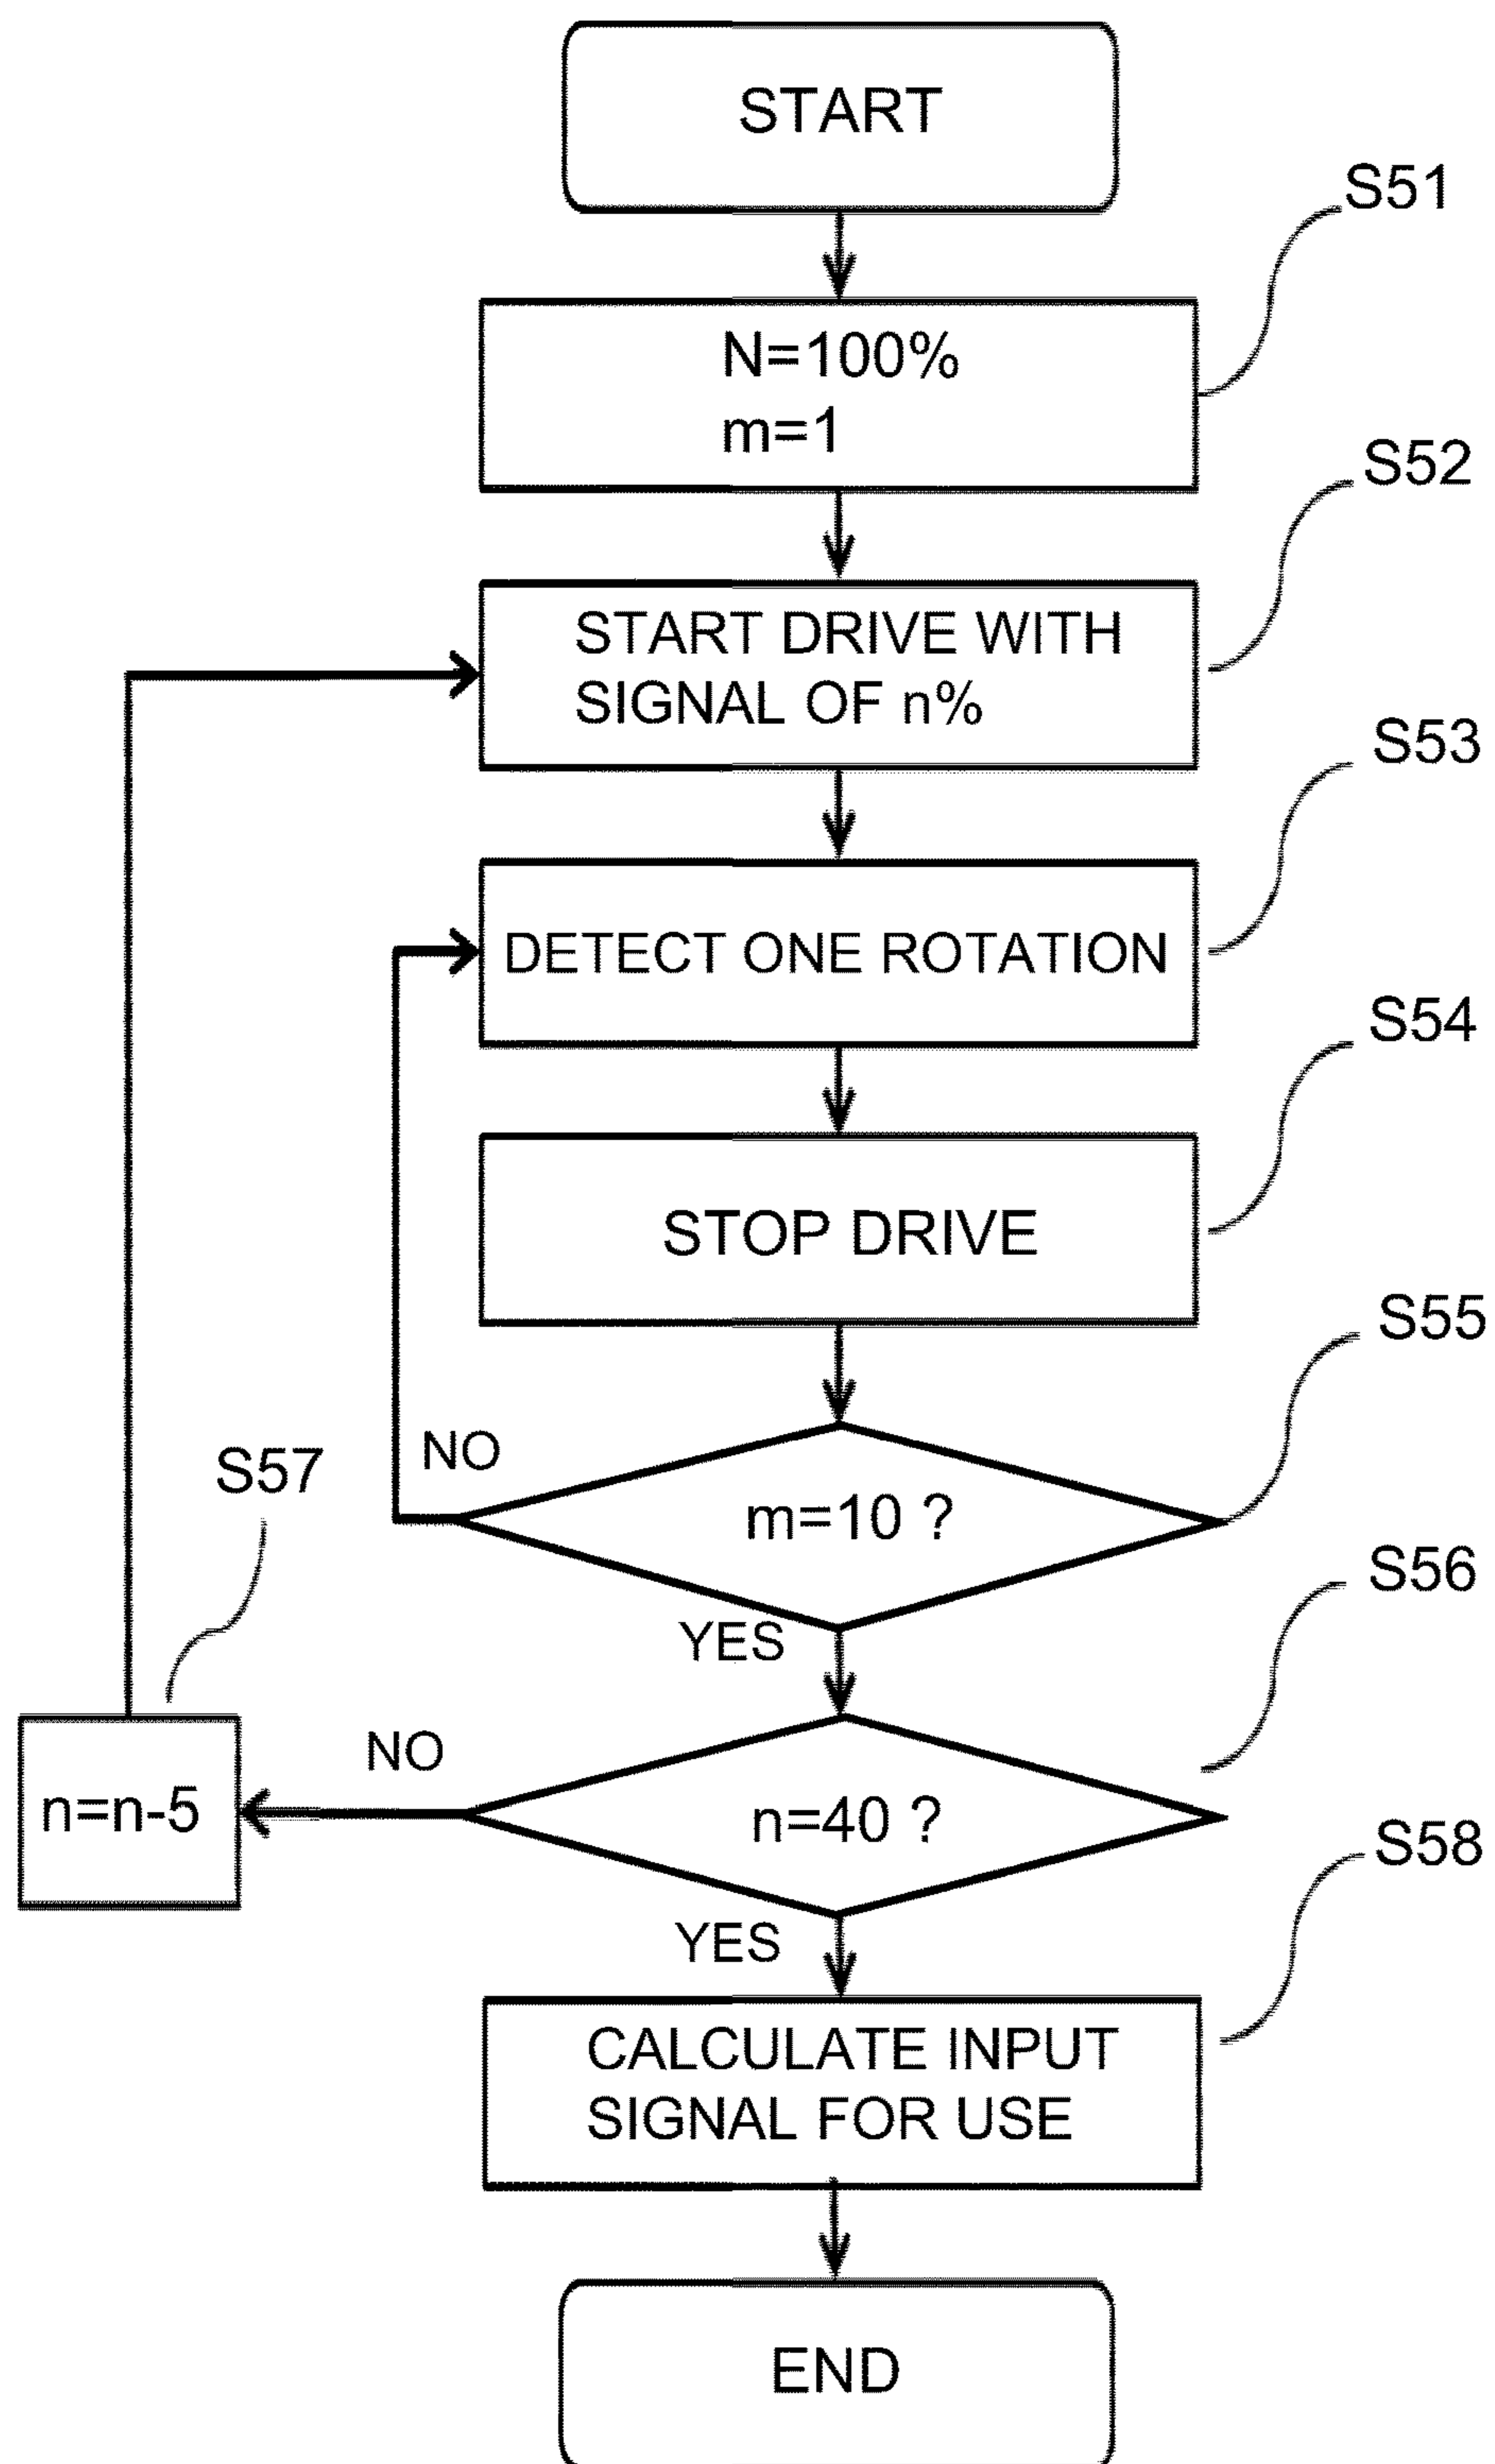 START
S51
N=100%
m=1
S52
START DRIVE WITH
SIGNAL OF n%
S53
DETECT ONE ROTATION
S54
STOP DRIVE
S55
NO
m=10 ?
YES
S57
S56
NO
n=n-5
n=40 ?
YES
S58
CALCULATE INPUT
SIGNAL FOR USE
END